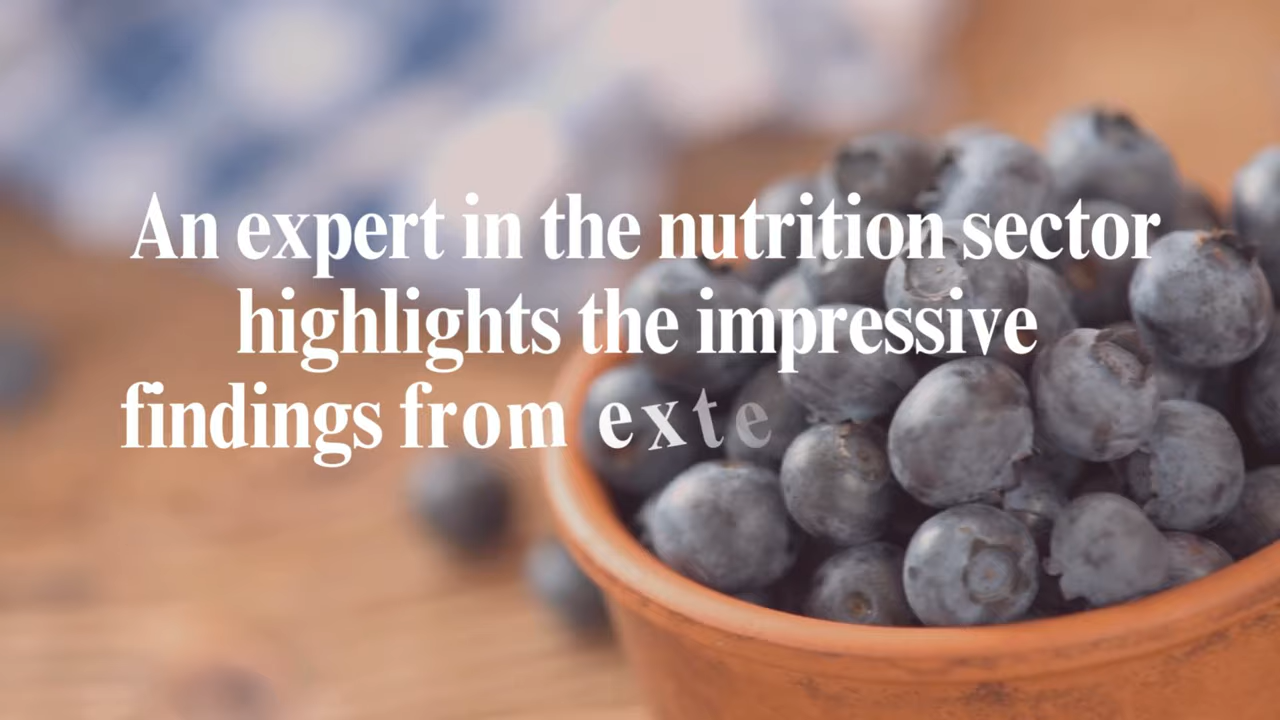 An expert in the nutrition sector
highlights the impressive
findings from exte